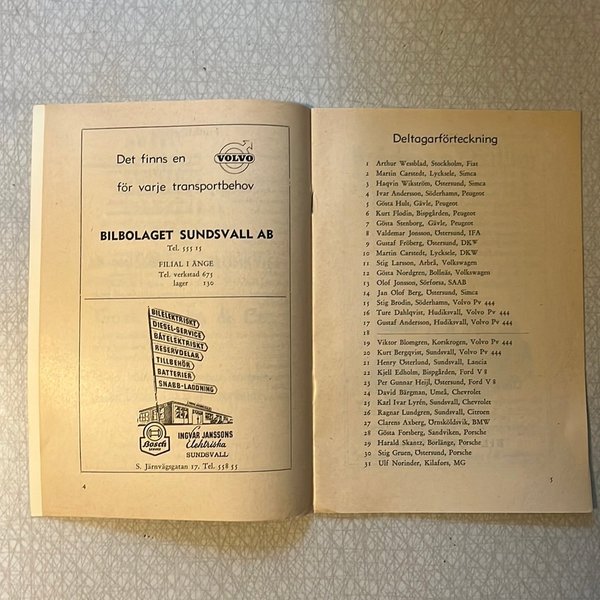 Det finns en
VOLVO
för varje transportbehov
BILBOLAGET SUNDSVALL AB
Tel. 555 15
FILIAL I ÅNGE
Tel. verkstad 675
lager 130
BILELEKTRISKT
DIESEL-SERVICE
BÅTELEKTRISKT
RESERVDELAR
TILLBEHÖR
BATTERIER
SNABB-LADDNING
Bosch
SERVICE
INGVAR JANSSONS
Elektriska
SUNDSVALL
S. Järnvägsgatan 17. Tel. 558 55
4
Deltagarförteckning
1 Arthur Wessblad, Stockholm, Fiat
2 Martin Carstedt, Lycksele, Simca
3 Haqvin Wikström, Östersund, Simca
4 Ivar Andersson, Söderhamn, Peugeot
5 Gösta Hult, Gävle, Peugeot
6 Kurt Flodin, Bispgården, Peugeot
7 Gösta Stenborg, Gävle, Peugeot
8 Valdemar Jonsson, Östersund, IFA
9 Gustaf Fröberg, Östersund, DKW
10 Martin Carstedt, Lycksele, DKW
11 Stig Larsson, Arbrå, Volkswagen
12 Gösta Nordgren, Bollnäs, Volkswagen
13 Olof Jonsson, Sörforsa, SAAB
14 Jan Olof Berg, Östersund, Simca
15 Stig Brodin, Söderhamn, Volvo Pv 444
16 Ture Dahlqvist, Hudiksvall, Volvo Pv 444
17 Gustaf Andersson, Hudiksvall, Volvo Pv 444
18
19 Viktor Blomgren, Korskrogen, Volvo Pv 444
20 Kurt Bergqvist, Sundsvall, Volvo Pv 444
21 Henry Österlund, Sundsvall, Lancia
22 Kjell Edholm, Bispgården, Ford V 8
23 Per Gunnar Heijl, Östersund, Ford V 8
24 David Bärgman, Umeå, Chevrolet
25 Karl Ivar Lyrén, Sundsvall, Chevrolet
26 Ragnar Lundgren, Sundsvall, Citroen
27 Clarens Axberg, Örnsköldsvik, BMW
28 Gösta Forsberg, Sandviken, Porsche
29 Harald Skantz, Borlänge, Porsche
30 Stig Gruen, Östersund, Porsche
31 Ulf Norinder, Kilafors, MG
5